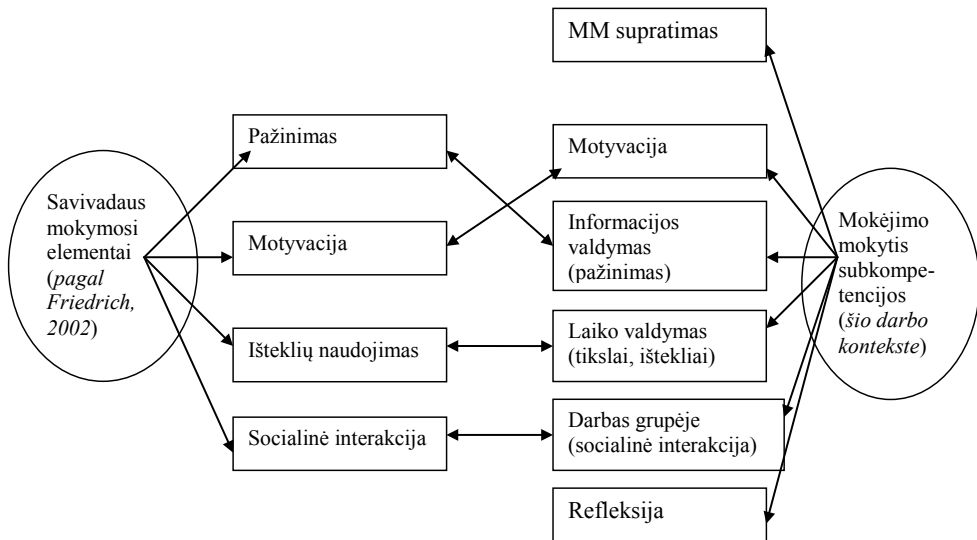 Savivadaus
mokymosi
elementai
(pagal
Friedrich,
2002)
Pažinimas
Motyvacija
Išteklių naudojimas
Socialinė interakcija
MM supratimas
Motyvacija
Informacijos
valdymas
(pažinimas)
Laiko valdymas
(tikslai, ištekliai)
Darbas grupėje
(socialinė interakcija)
Refleksija
Mokėjimo
mokytis
subkompe-
tencijos
(šio darbo
kontekste)